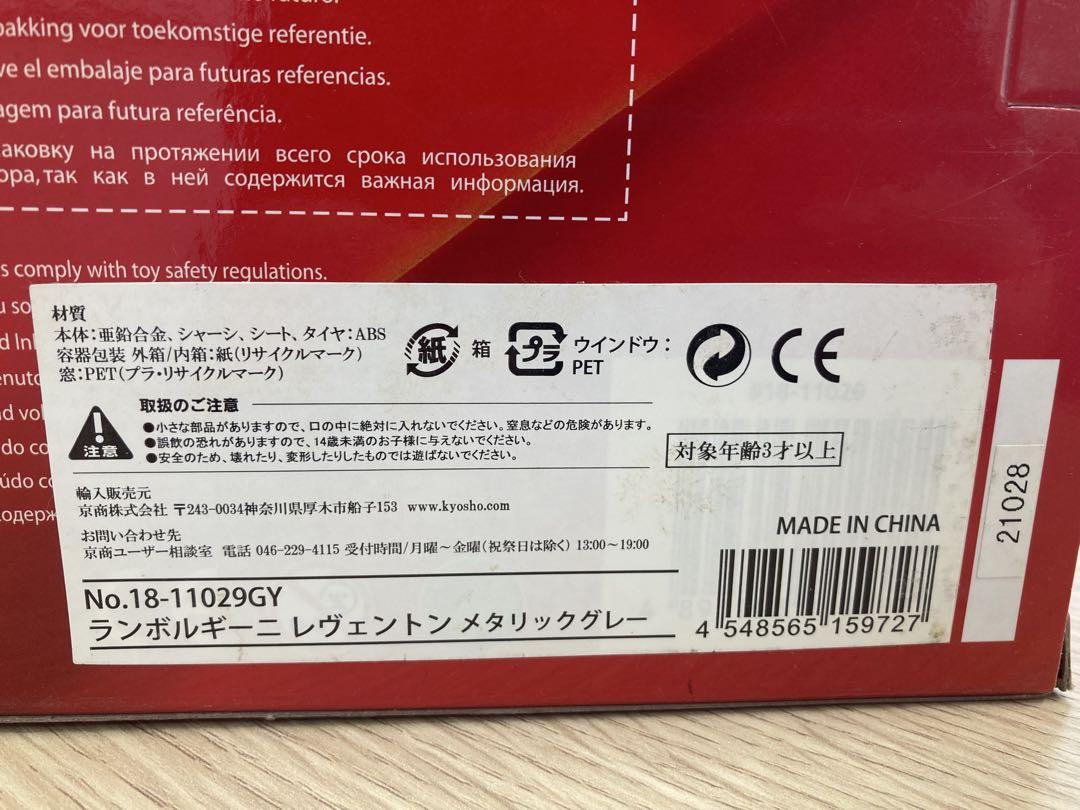 future.
pakking voor toekomstige referentie.
ve el embalaje para futuras referencias.
agem para futura referência.
аковку на протяжении всего срока использования
ора, так как в ней содержится важная информация.
s comply with toy safety regulations.
u so
d Inl
enuto
nd vol
do co
údo co
одерж
材質
本体:亜鉛合金、シャーシ、シート、タイヤ:ABS
容器包装 外箱/内箱:紙(リサイクルマーク)
窓:PET(プラ・リサイクルマーク)
紙 箱
プラ ウインドウ:
PET
CE
取扱のご注意
注意
●小さな部品がありますので、口の中に絶対に入れないでください。窒息などの危険があります。
●誤飲の恐れがありますので、14歳未満のお子様に与えないでください。
●安全のため、壊れたり、変形したりしたものでは遊ばないでください。
対象年齢3才以上
輸入販売元
京商株式会社 〒243-0034神奈川県厚木市船子153 www.kyosho.com
お問い合わせ先
京商ユーザー相談室 電話 046-229-4115 受付時間/月曜〜金曜(祝祭日は除く) 13:00〜19:00
No.18-11029GY
ランボルギーニ レヴェントン メタリックグレー
MADE IN CHINA
4 548565 159727
21028